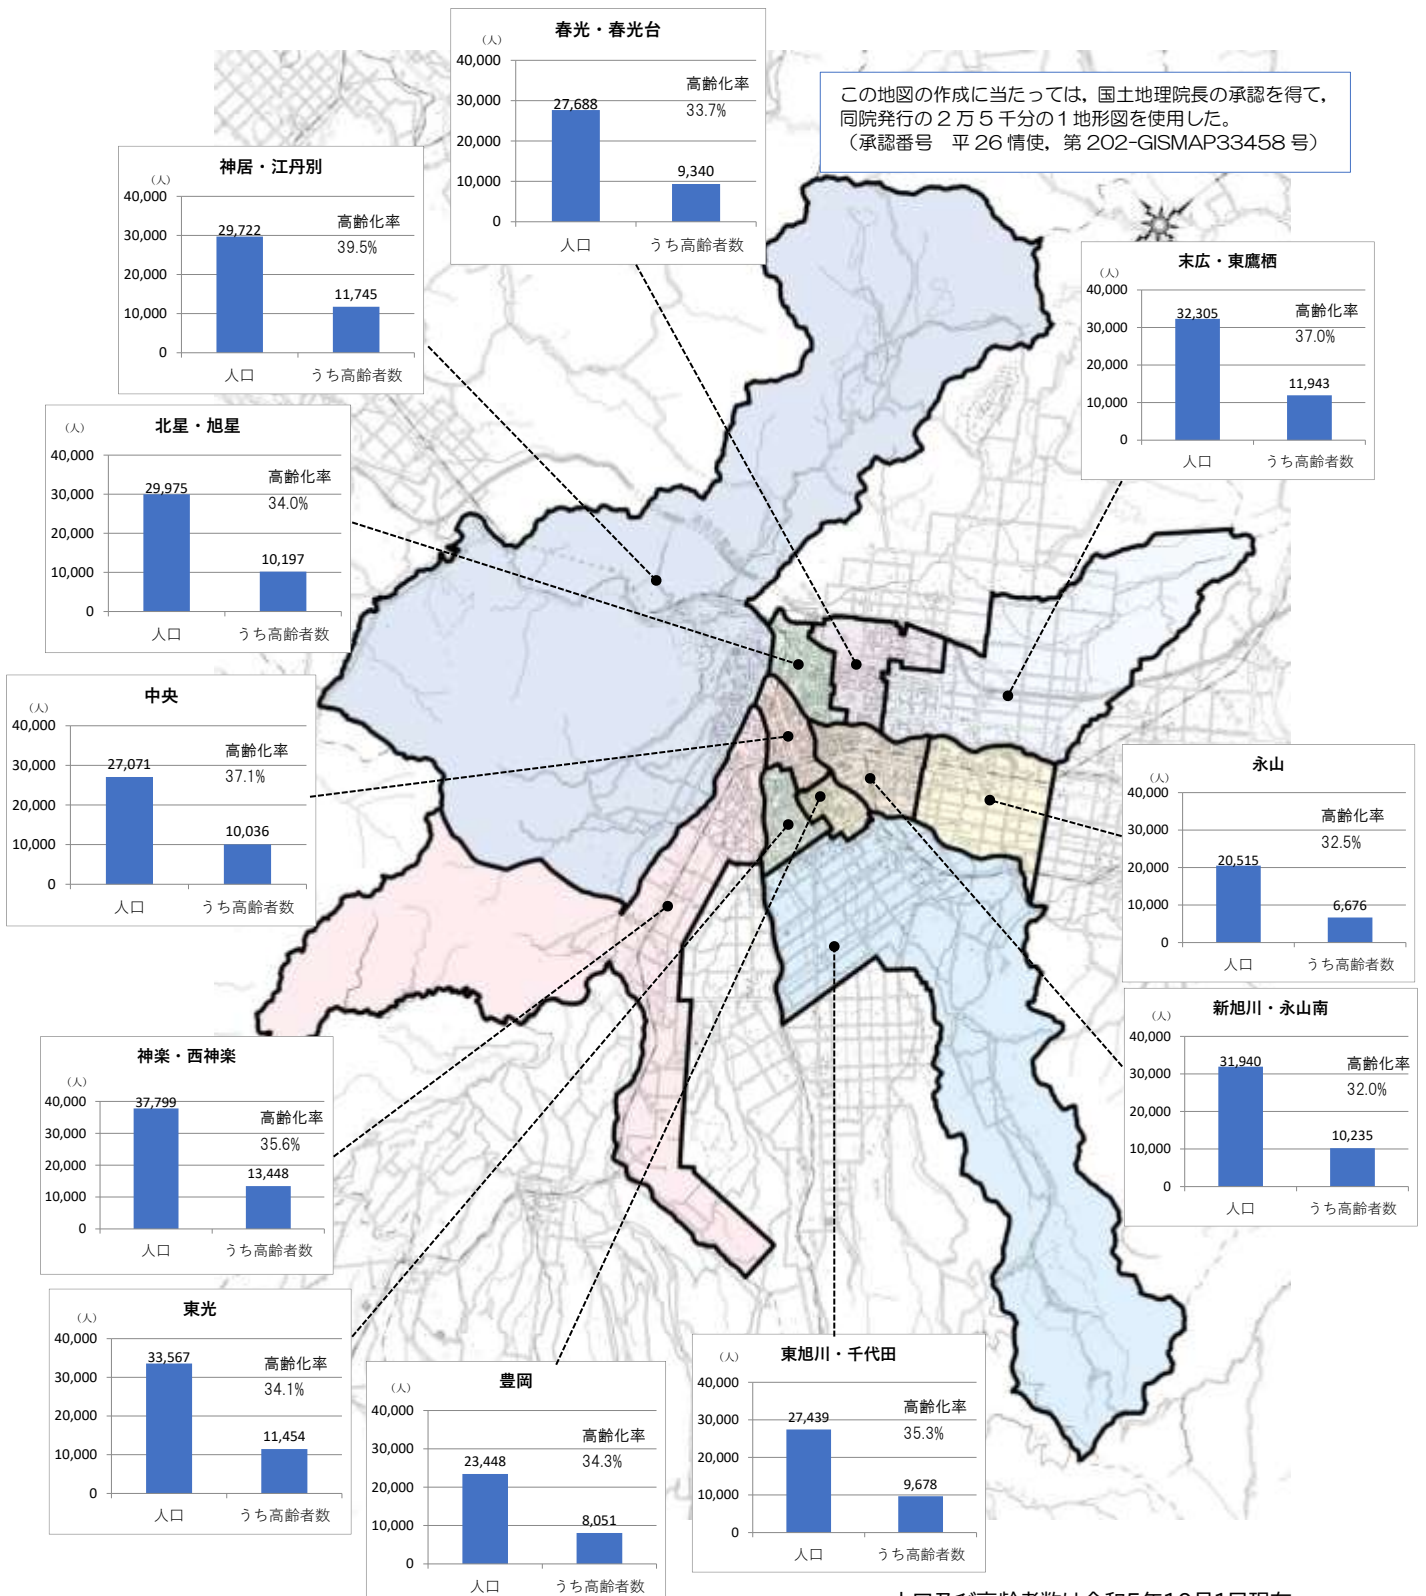 春光・春光台
（人）
40,000
30,000
20,000
10,000
0
27,688
9,340
高齢化率
33.7%
人口
うち高齢者数
この地図の作成に当たっては，国土地理院長の承認を得て，
同院発行の２万５千分の１地形図を使用した。
（承認番号　平 26 情使，第 202-GISMAP33458 号）
神居・江丹別
（人）
40,000
30,000
20,000
10,000
0
29,722
11,745
高齢化率
39.5%
人口
うち高齢者数
末広・東鷹栖
（人）
40,000
30,000
20,000
10,000
0
32,305
11,943
高齢化率
37.0%
人口
うち高齢者数
北星・旭星
（人）
40,000
30,000
20,000
10,000
0
29,975
10,197
高齢化率
34.0%
人口
うち高齢者数
中央
（人）
40,000
30,000
20,000
10,000
0
27,071
10,036
高齢化率
37.1%
人口
うち高齢者数
永山
（人）
40,000
30,000
20,000
10,000
0
20,515
6,676
高齢化率
32.5%
人口
うち高齢者数
新旭川・永山南
（人）
40,000
30,000
20,000
10,000
0
31,940
10,235
高齢化率
32.0%
人口
うち高齢者数
神楽・西神楽
（人）
40,000
30,000
20,000
10,000
0
37,799
13,448
高齢化率
35.6%
人口
うち高齢者数
東光
（人）
40,000
30,000
20,000
10,000
0
33,567
11,454
高齢化率
34.1%
人口
うち高齢者数
豊岡
（人）
40,000
30,000
20,000
10,000
0
23,448
8,051
高齢化率
34.3%
人口
うち高齢者数
東旭川・千代田
（人）
40,000
30,000
20,000
10,000
0
27,439
9,678
高齢化率
35.3%
人口
うち高齢者数
人口及び高齢者数は令和5年10月1日現在